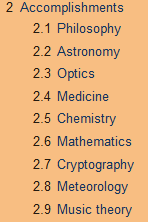 2 Accomplishments
2.1 Philosophy
2.2 Astronomy
2.3 Optics
2.4 Medicine
2.5 Chemistry
2.6 Mathematics
2.7 Cryptography
2.8 Meteorology
2.9 Music theory